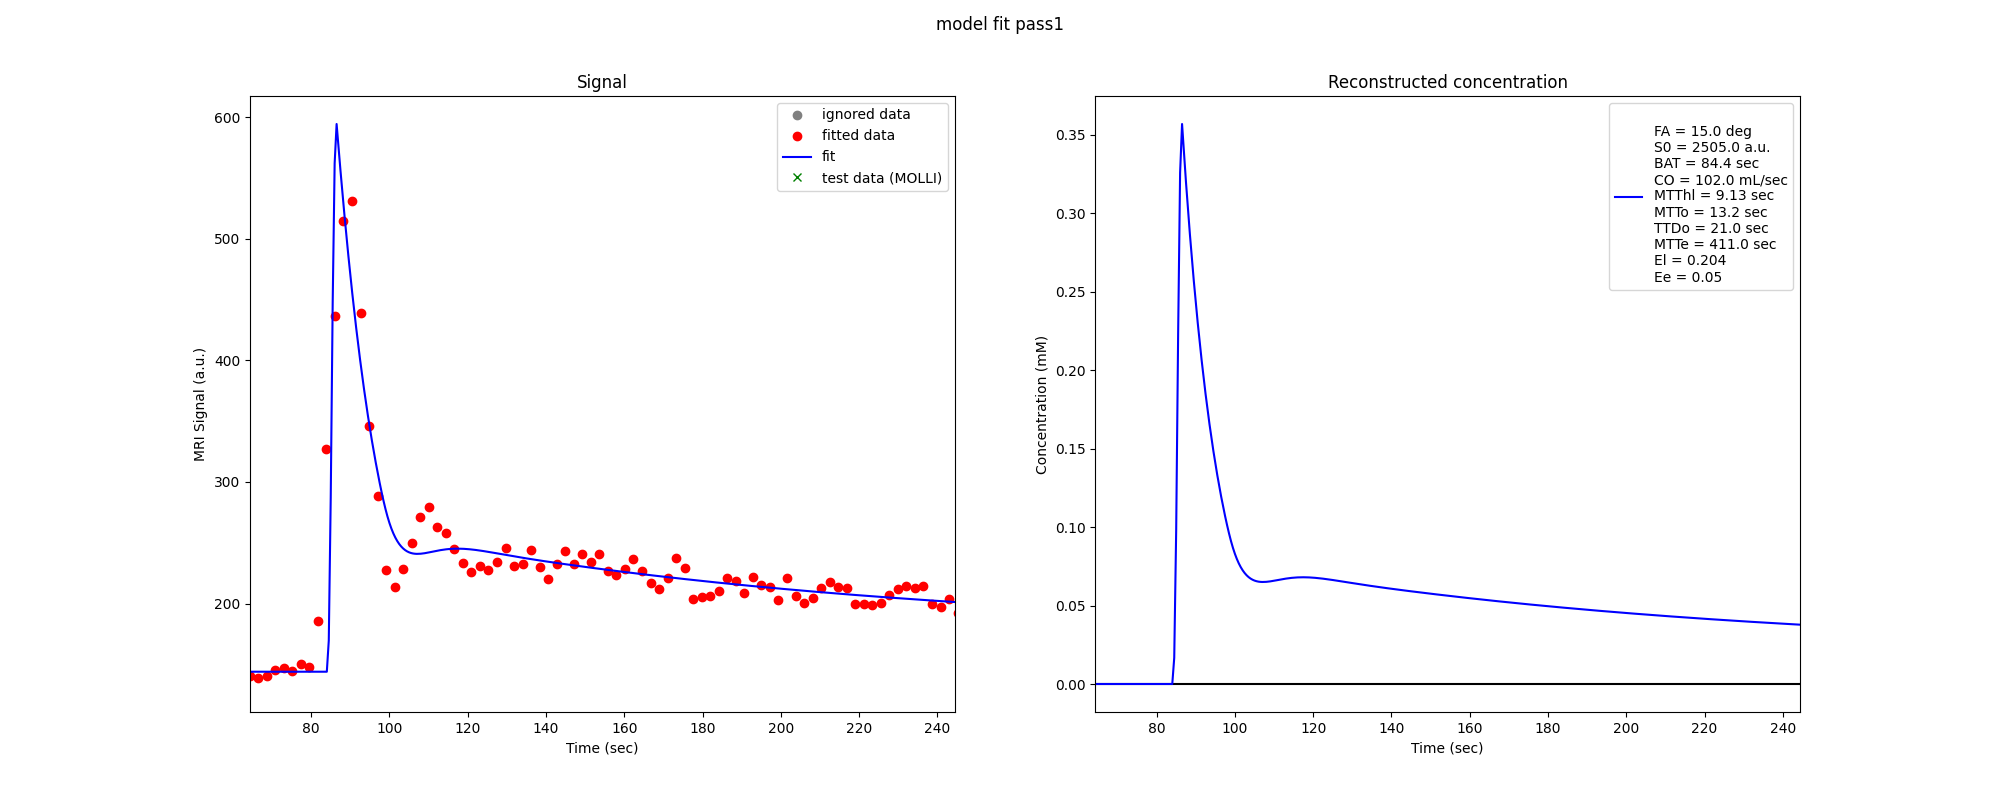 model fit pass1
Signal
600
500
400
300
200
MRI Signal (a.u.)
80 100 120 140 160 180 200 220 240
Time (sec)
ignored data
fitted data
fit
test data (MOLLI)
Reconstructed concentration
0.35
0.30
0.25
0.20
0.15
0.10
0.05
0.00
Concentration (mM)
80 100 120 140 160 180 200 220 240
Time (sec)
FA = 15.0 deg
S0 = 2505.0 a.u.
BAT = 84.4 sec
CO = 102.0 mL/sec
MTThl = 9.13 sec
MTTo = 13.2 sec
TTDo = 21.0 sec
MTTe = 411.0 sec
El = 0.204
Ee = 0.05